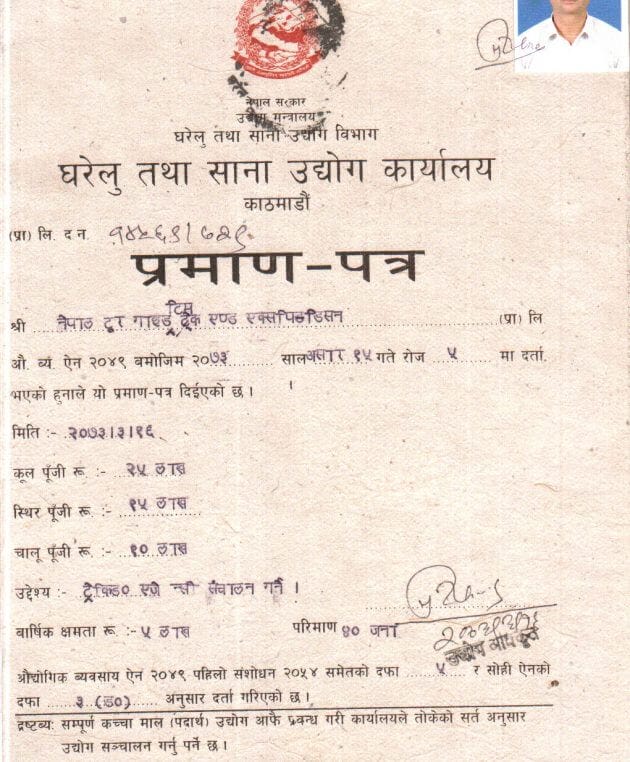 नेपाल सरकार
उद्योग मन्त्रालय
घरेलु तथा साना उद्योग विभाग
घरेलु तथा साना उद्योग कार्यालय
काठमाडौं
(प्रा) लि. द न.
प्रमाण-पत्र
टिम
श्री नेपाल टुर गाइड ट्रेक एण्ड एक्सपिडिसन (प्रा) लि
औ. व्यं ऐन २०४९ बमोजिम २०७३ साल असार १५ गते रोज ५ मा दर्ता.
भएको हुनाले यो प्रमाण-पत्र दिईएको छ ।
मिति :- २०७३।३।१६
कूल पूँजी रू :- २५ लाख
स्थिर पूँजी रू. :- १५ लाख
चालू पूँजी रू :- १० लाख
उद्देश्य :- ट्रेकिङ एजेन्सी संचालन गर्ने ।
बार्षिक क्षमता रू :- ५ लाख परिमाण ४० जना
औद्योगिक ब्यवसाय ऐन २०४९ पहिलो संशोधन २०५४ समेतको दफा ५ र सोही ऐनको
दफा ३ (ङ) अनुसार दर्ता गरिएको छ ।
द्रष्टब्यः सम्पूर्ण कच्चा माल (पदार्थ) उद्योग आफै प्रवन्ध गरी कार्यालयले तोकेको सर्त अनुसार
उद्योग सञ्चालन गर्नु पर्ने छ ।